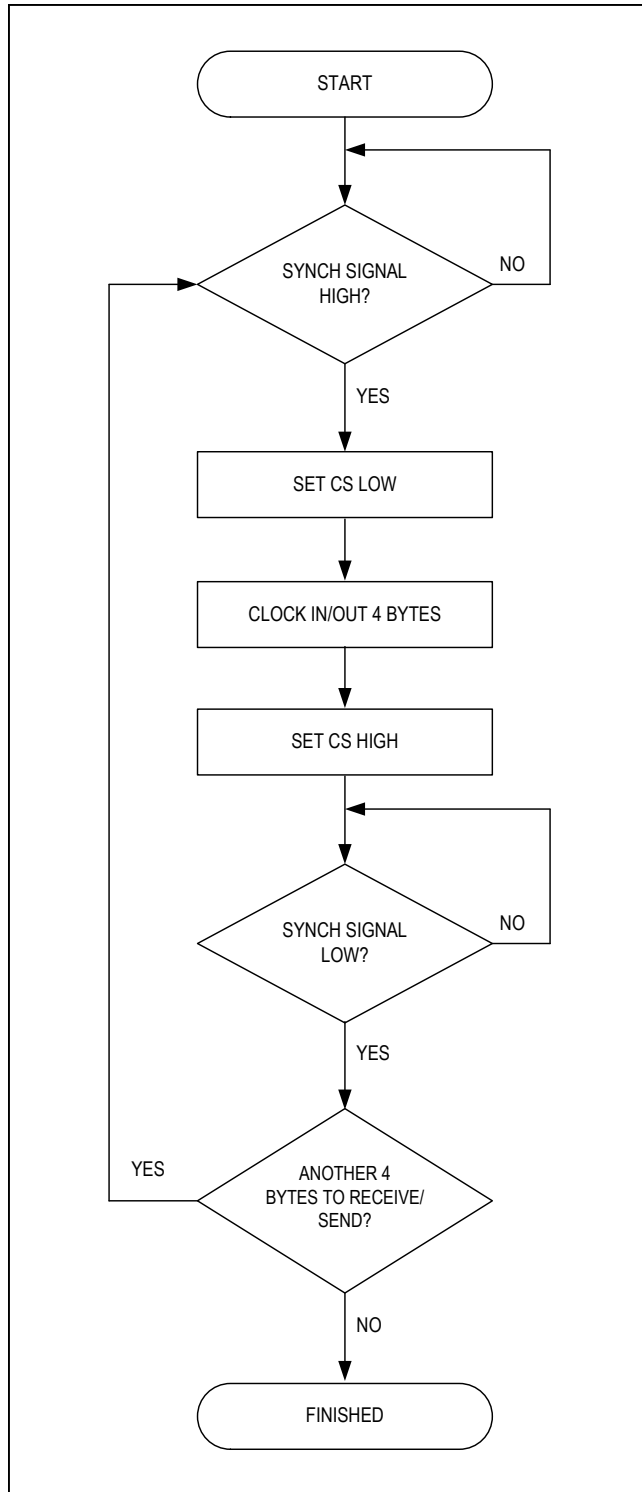 START
SYNCH SIGNAL
HIGH?
NO
YES
SET CS LOW
CLOCK IN/OUT 4 BYTES
SET CS HIGH
SYNCH SIGNAL
LOW?
NO
YES
YES
ANOTHER 4
BYTES TO RECEIVE/
SEND?
NO
FINISHED